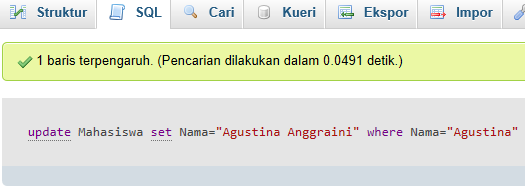 Struktur SQL Cari Kueri Ekspor Impor
1 baris terpengaruh. (Pencarian dilakukan dalam 0.0491 detik.)
update Mahasiswa set Nama="Agustina Anggraini" where Nama="Agustina"